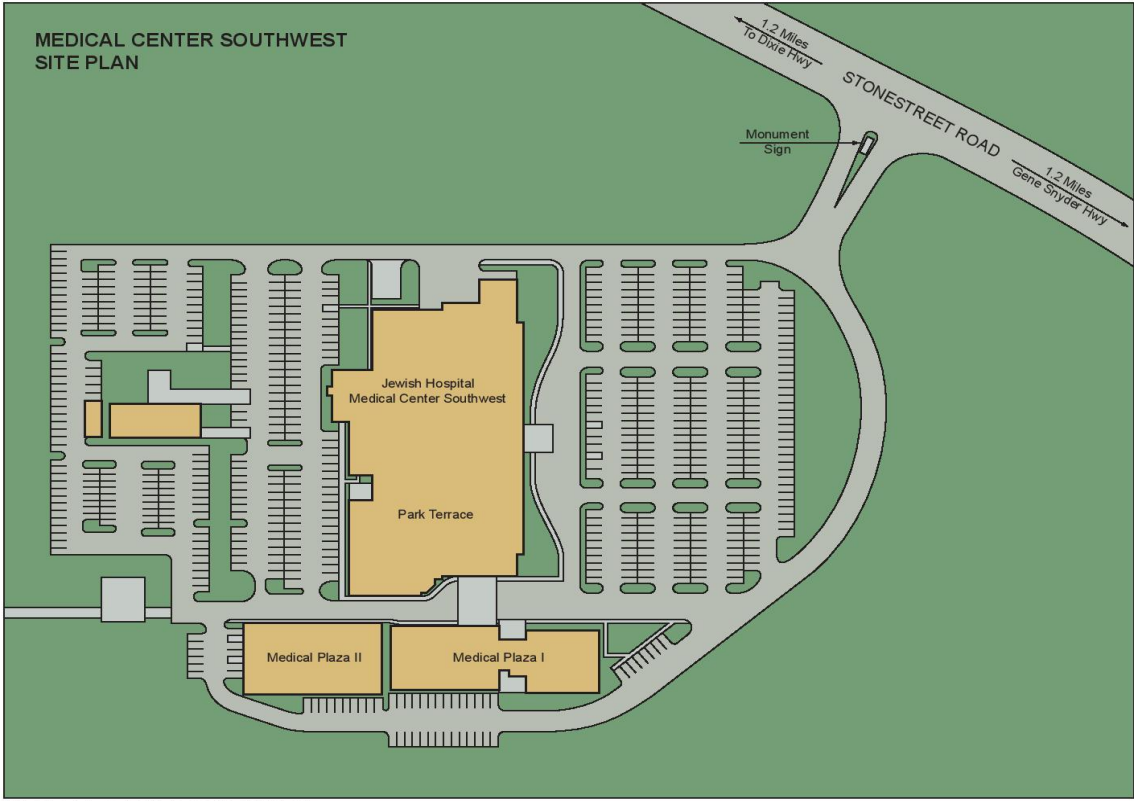 MEDICAL CENTER SOUTHWEST
SITE PLAN
1.2 Miles
To Dixie Hwy
STONESTREET ROAD
Monument
Sign
1.2 Miles
Gene Snyder Hwy
Jewish Hospital
Medical Center Southwest
Park Terrace
Medical Plaza II
Medical Plaza I